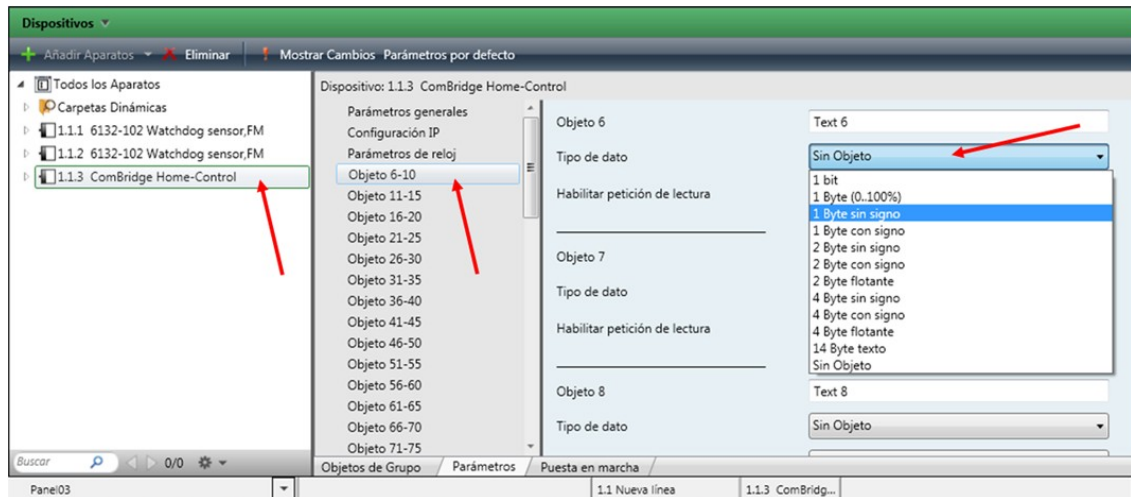 Dispositivos
Añadir Aparatos Eliminar Mostrar Cambios Parámetros por defecto
Todos los Aparatos
Carpetas Dinámicas
1.1.1 6132-102 Watchdog sensor,FM
1.1.2 6132-102 Watchdog sensor,FM
1.1.3 ComBridge Home-Control
Buscar 0/0
Dispositivo: 1.1.3 ComBridge Home-Control
Parámetros generales
Configuración IP
Parámetros de reloj
Objeto 6-10
Objeto 11-15
Objeto 16-20
Objeto 21-25
Objeto 26-30
Objeto 31-35
Objeto 36-40
Objeto 41-45
Objeto 46-50
Objeto 51-55
Objeto 56-60
Objeto 61-65
Objeto 66-70
Objeto 71-75
Objeto 6 Text 6
Tipo de dato Sin Objeto
Habilitar petición de lectura
1 bit
1 Byte (0..100%)
1 Byte sin signo
1 Byte con signo
2 Byte sin signo
2 Byte con signo
2 Byte flotante
4 Byte sin signo
4 Byte con signo
4 Byte flotante
14 Byte texto
Sin Objeto
Objeto 7
Tipo de dato
Habilitar petición de lectura
Objeto 8 Text 8
Tipo de dato Sin Objeto
Objetos de Grupo Parámetros Puesta en marcha
Panel03 1.1 Nueva línea 1.1.3 ComBridg...